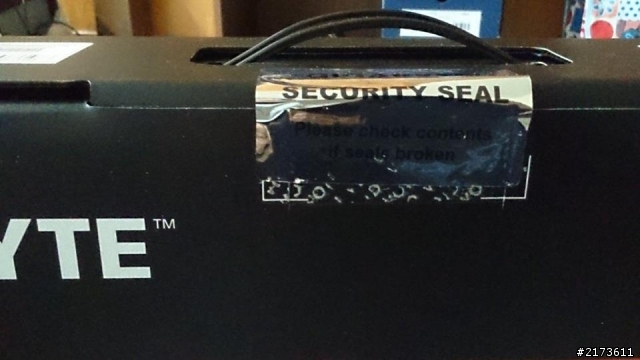 SECURITY SEAL
Please check contents
if seals broken
YTE™
#2173611